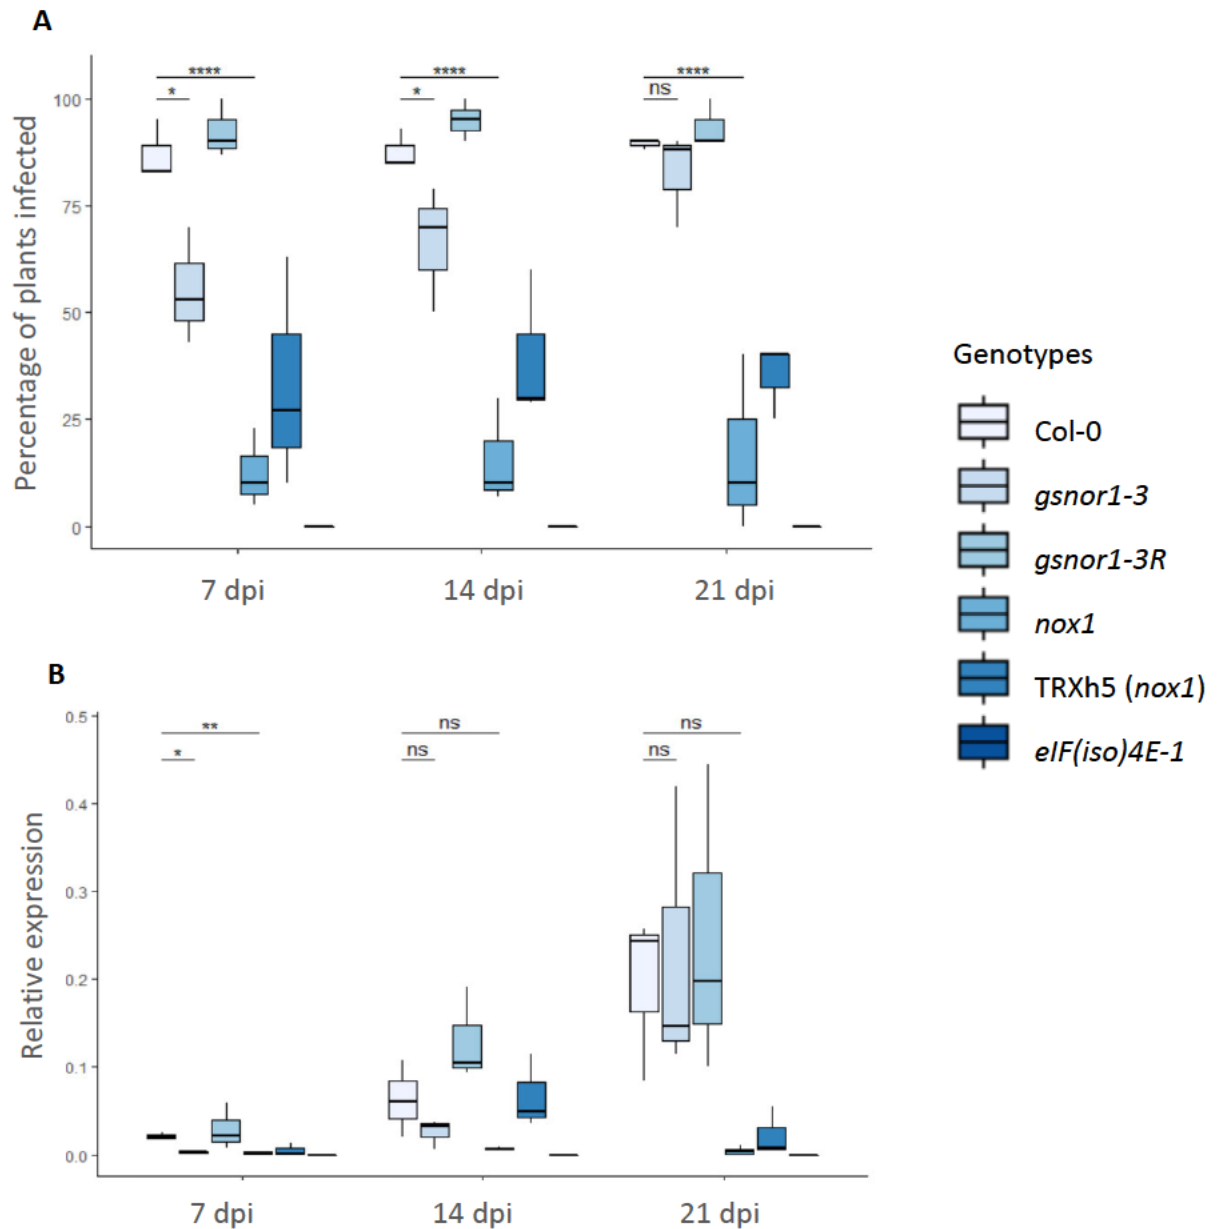 A
****
****
****
*
*
ns
100
75
50
25
0
Percentage of plants infected
7 dpi
14 dpi
21 dpi
Genotypes
Col-0
gsnor1-3
gsnor1-3R
nox1
TRXh5 (nox1)
eIF(iso)4E-1
B
0.5
0.4
0.3
0.2
0.1
0.0
**
ns
ns
*
ns
ns
Relative expression
7 dpi
14 dpi
21 dpi